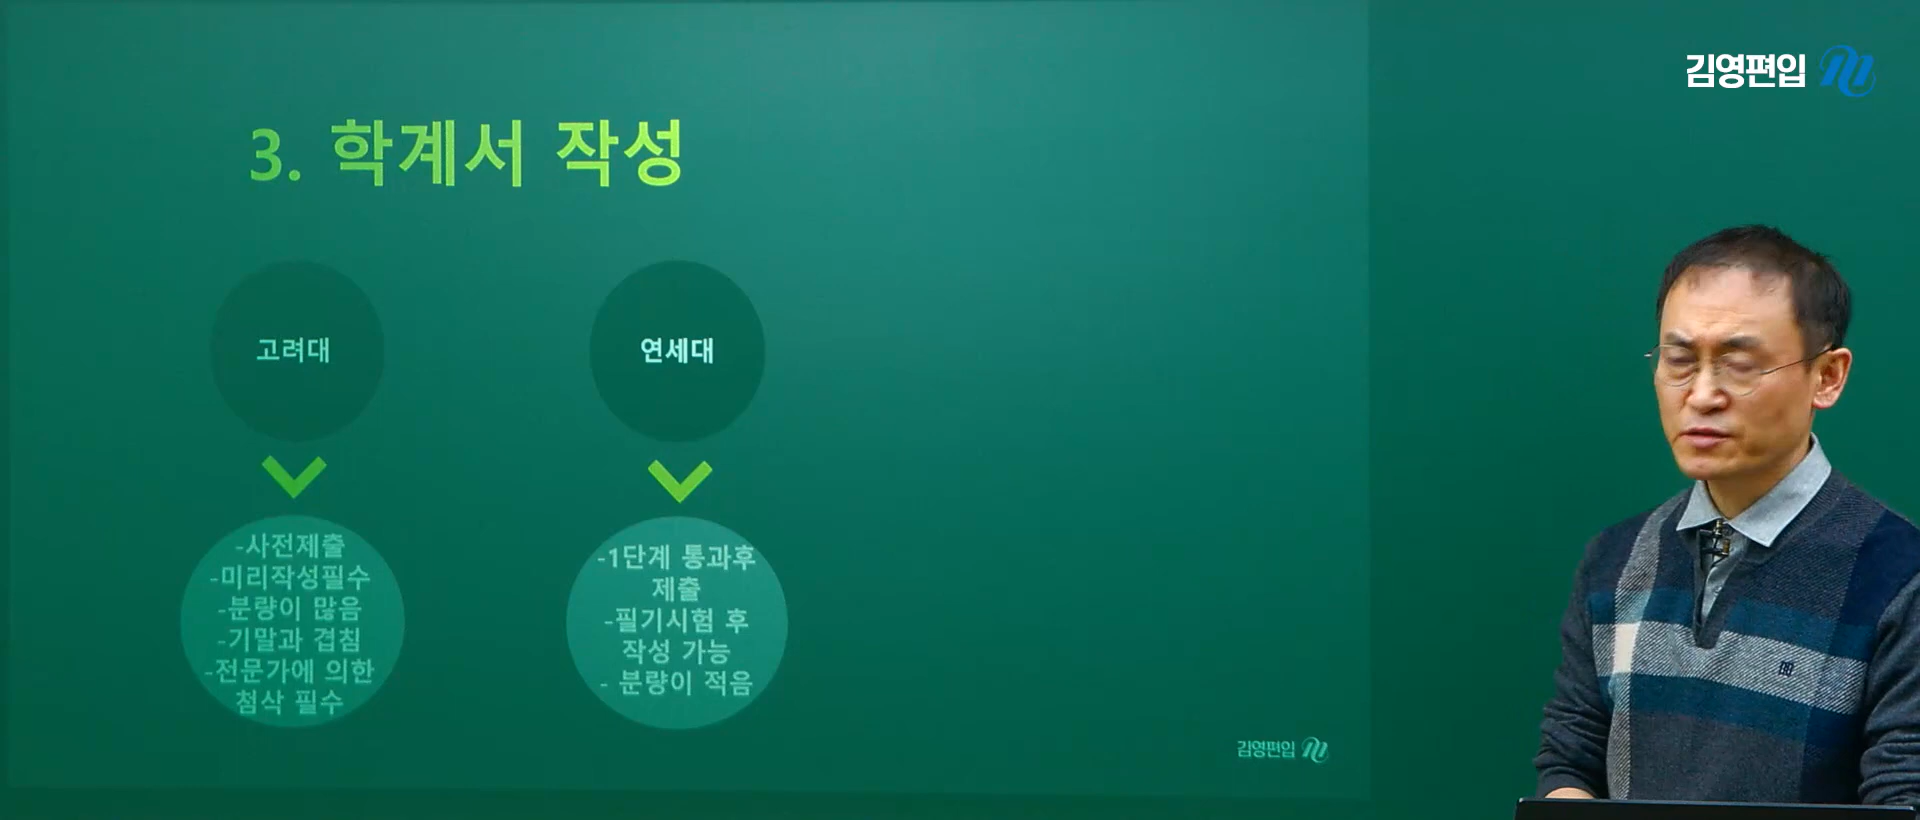 김영편입
3. 학계서 작성
고려대
연세대
-사전제출
-미리작성필수
-분량이 많음
-기말과 겹침
-전문가에 의한
첨삭 필수
-1단계 통과후
제출
-필기시험 후
작성 가능
- 분량이 적음
김영편입